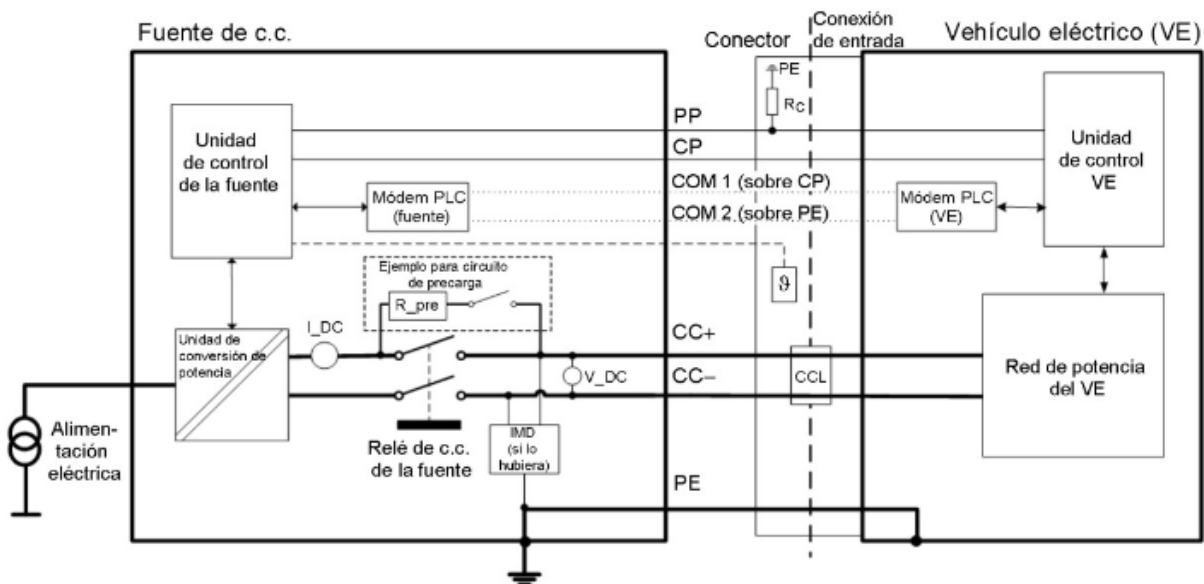 Fuente de c.c.
Conector
Conexión
de entrada
Vehículo eléctrico (VE)
PE
R_C
PP
CP
Unidad
de control
de la fuente
Módem PLC
(fuente)
COM 1 (sobre CP)
COM 2 (sobre PE)
Módem PLC
(VE)
Unidad
de control
VE
Ejemplo para circuito
de precarga
R_pre
ϑ
I_DC
Unidad de
conversión de
potencia
CC+
CC–
V_DC
CCL
Red de potencia
del VE
Alimen-
tación
eléctrica
Relé de c.c.
de la fuente
IMD
(si lo
hubiera)
PE